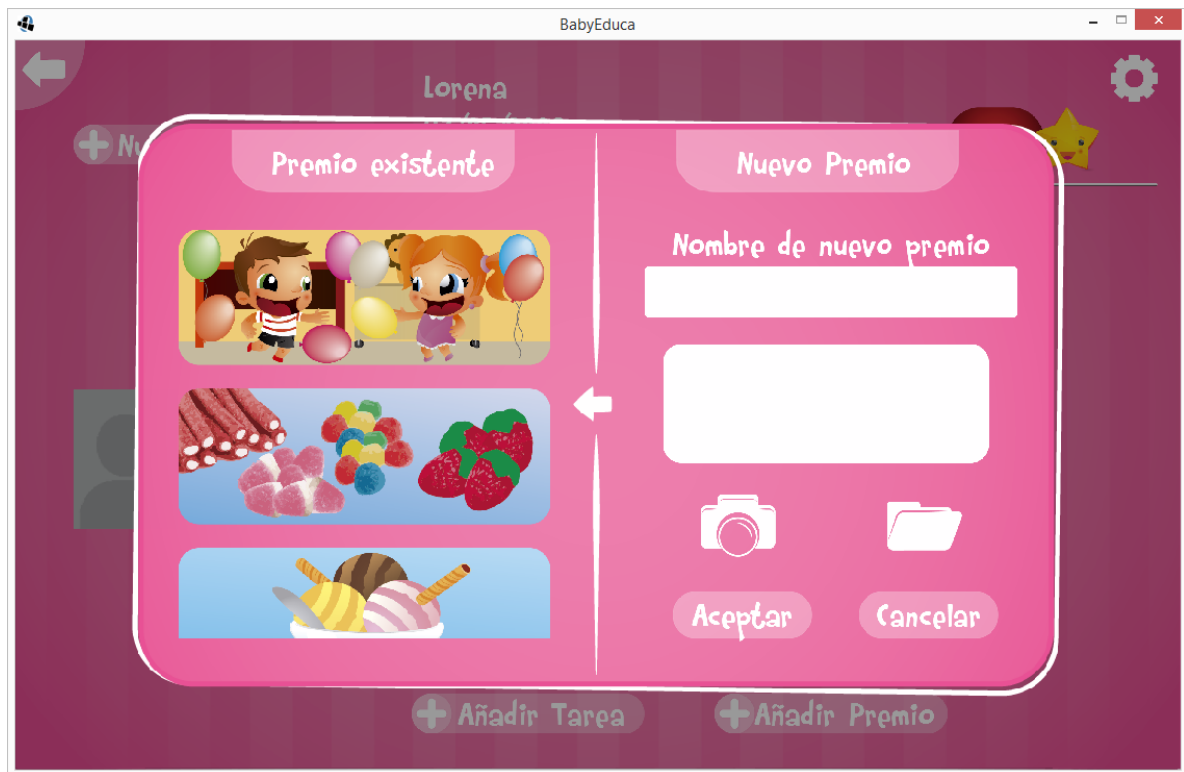 BabyEduca
Lorena
Premio existente
Nuevo Premio
Nombre de nuevo premio
Aceptar
Cancelar
Añadir Tarea
Añadir Premio